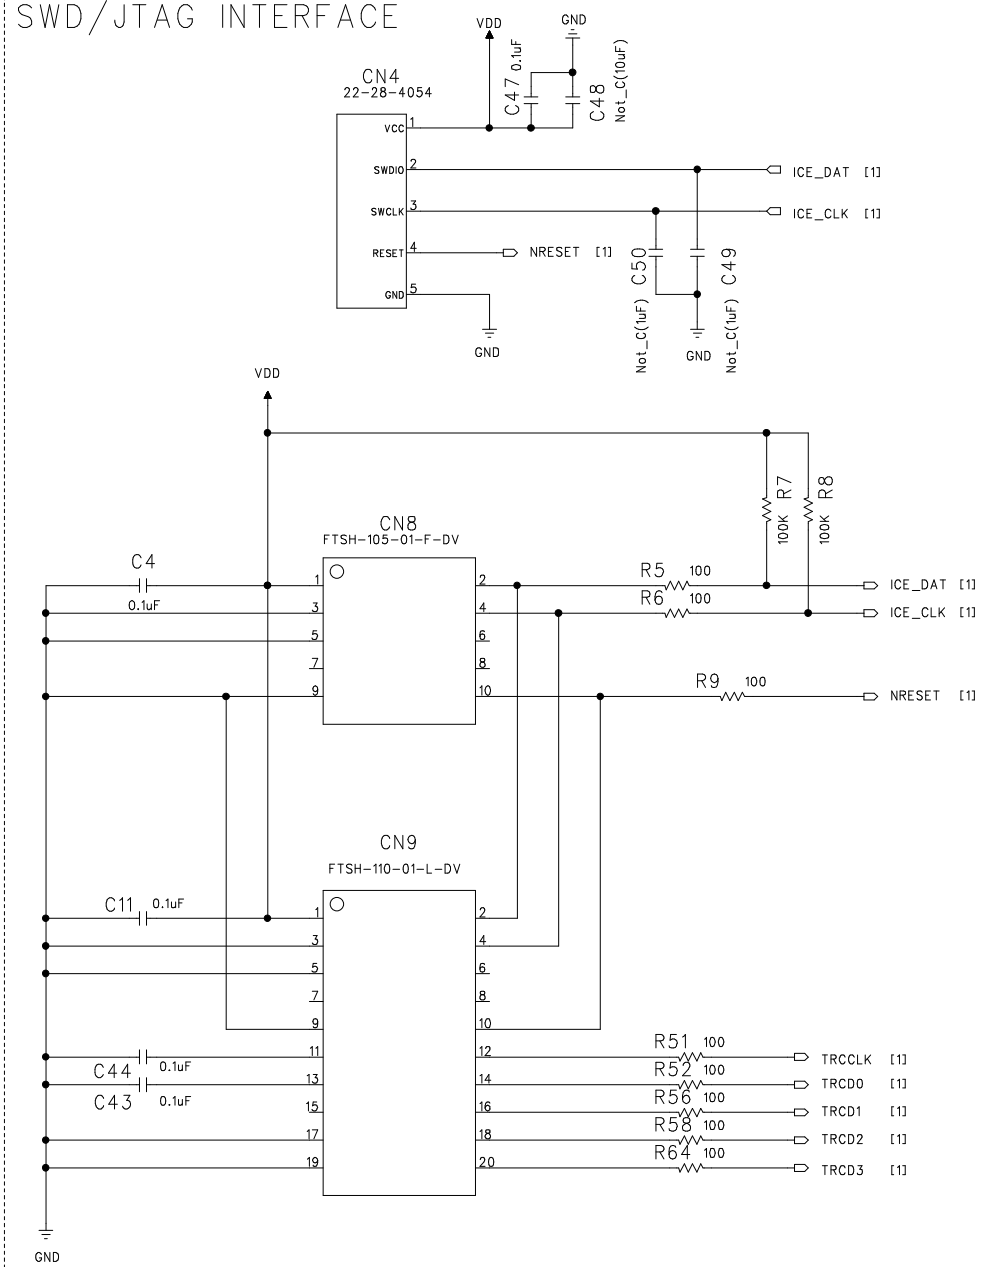 SWD/JTAG INTERFACE
VDD
GND
CN4
22-28-4054
C47 0.1uF
C48 Not_C(10uF)
VCC 1
SWDIO 2
ICE_DAT [1]
SWCLK 3
ICE_CLK [1]
RESET 4
NRESET [1]
GND 5
GND
C50 Not_C(1uF)
C49 Not_C(1uF)
GND
VDD
R7 100K
R8 100K
CN8
FTSH-105-01-F-DV
C4
0.1uF
1 2
3 4
5 6
7 8
9 10
R5 100
ICE_DAT [1]
R6 100
ICE_CLK [1]
R9 100
NRESET [1]
CN9
FTSH-110-01-L-DV
C11 0.1uF
1 2
3 4
5 6
7 8
9 10
11 12
13 14
15 16
17 18
19 20
C44 0.1uF
C43 0.1uF
R51 100
TRCCLK [1]
R52 100
TRCD0 [1]
R56 100
TRCD1 [1]
R58 100
TRCD2 [1]
R64 100
TRCD3 [1]
GND